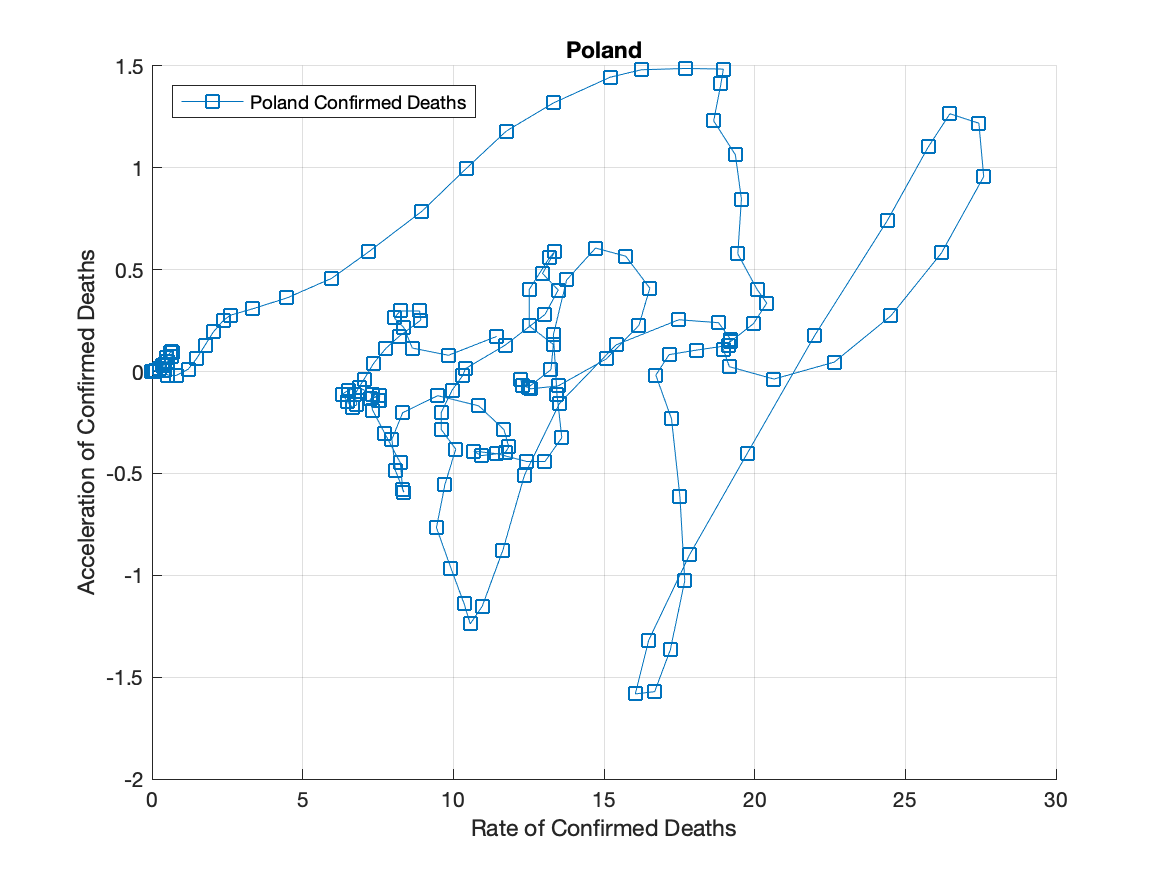 Poland
1.5
1
0.5
0
-0.5
-1
-1.5
-2
Acceleration of Confirmed Deaths
Poland Confirmed Deaths
0 5 10 15 20 25 30
Rate of Confirmed Deaths